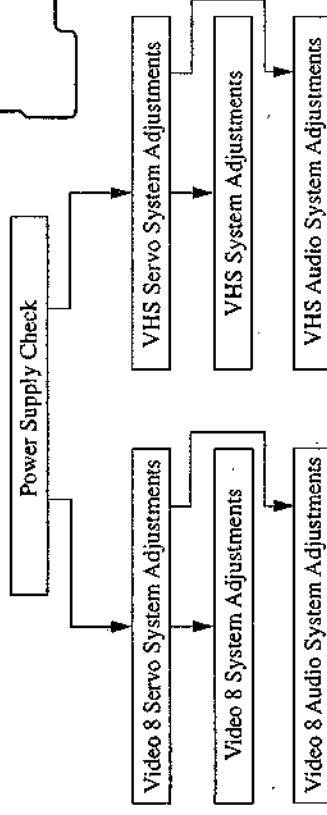 Power Supply Check
Video 8 Servo System Adjustments
VHS Servo System Adjustments
Video 8 System Adjustments
VHS System Adjustments
Video 8 Audio System Adjustments
VHS Audio System Adjustments